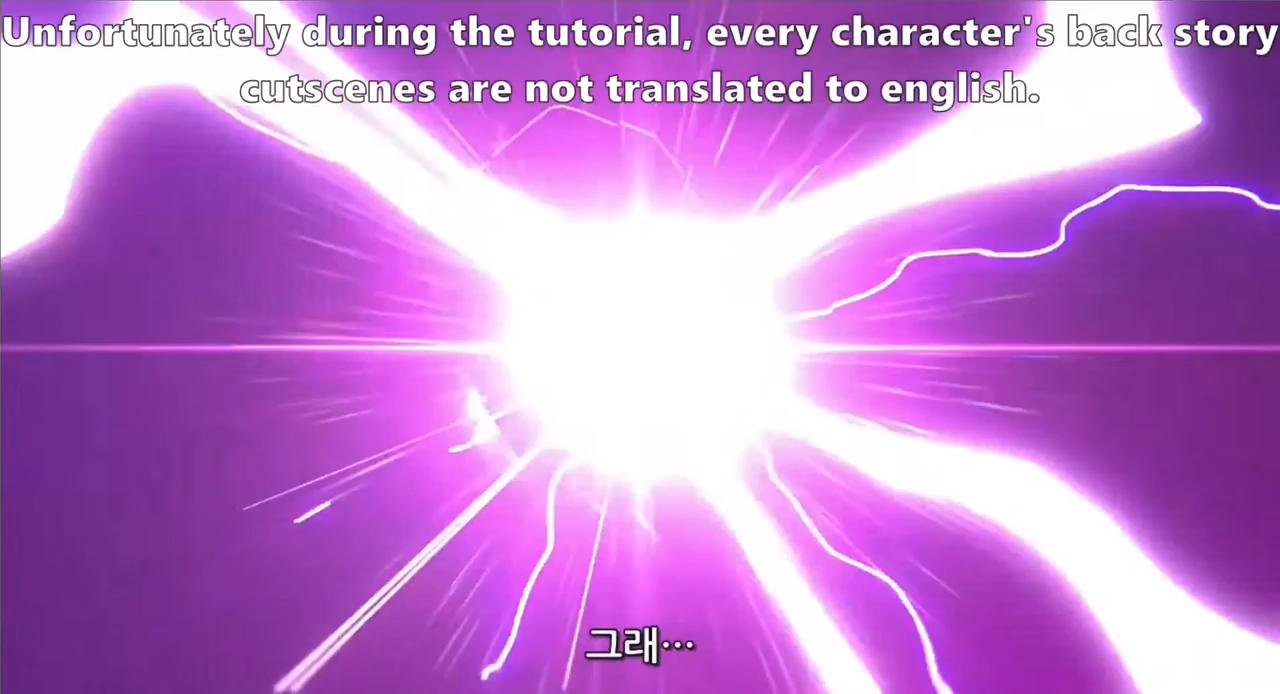 Unfortunately during the tutorial, every character's back story
cutscenes are not translated to english.
그래…